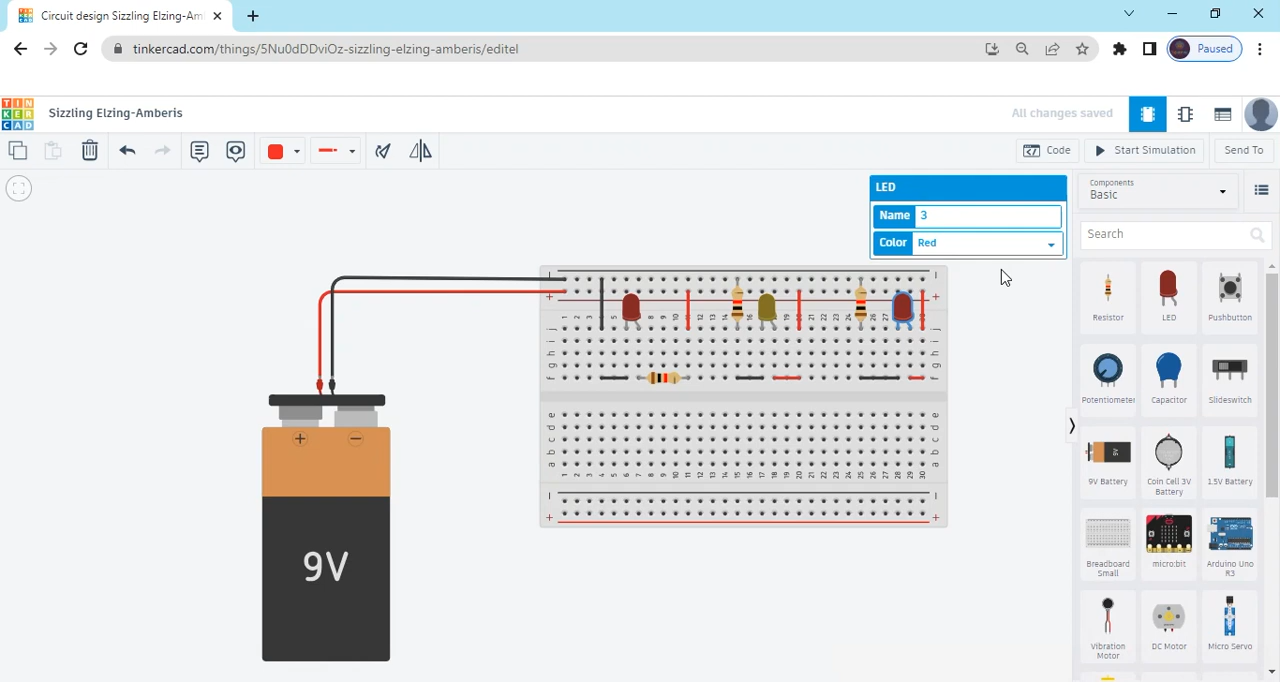 Circuit design Sizzling Elzing-Am
tinkercad.com/things/5Nu0dDDviOz-sizzling-elzing-amberis/editel
Paused
TIN
KER
CAD
Sizzling Elzing-Amberis
All changes saved
Code
Start Simulation
Send To
LED
Name 3
Color Red
Components
Basic
Search
Resistor
LED
Pushbutton
Potentiometer
Capacitor
Slideswitch
9V Battery
Coin Cell 3V
Battery
1.5V Battery
Breadboard
Small
micro:bit
Arduino Uno
R3
Vibration
Motor
DC Motor
Micro Servo
+ −
9V
j
i
h
g
f
e
d
c
b
a